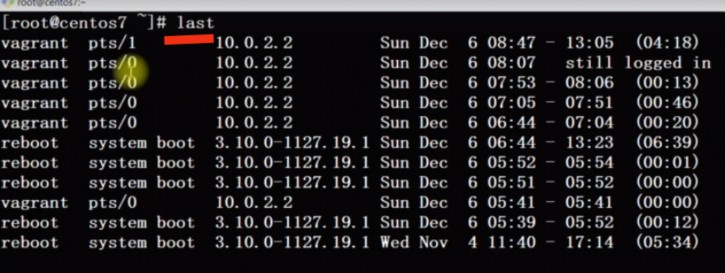 root@centos7:~
[root@centos7 ~]# last
vagrant pts/1 10.0.2.2 Sun Dec 6 08:47 - 13:05 (04:18)
vagrant pts/0 10.0.2.2 Sun Dec 6 08:07 still logged in
vagrant pts/0 10.0.2.2 Sun Dec 6 07:53 - 08:06 (00:13)
vagrant pts/0 10.0.2.2 Sun Dec 6 07:05 - 07:51 (00:46)
vagrant pts/0 10.0.2.2 Sun Dec 6 06:44 - 07:04 (00:20)
reboot system boot 3.10.0-1127.19.1 Sun Dec 6 06:44 - 13:23 (06:39)
reboot system boot 3.10.0-1127.19.1 Sun Dec 6 05:52 - 05:54 (00:01)
reboot system boot 3.10.0-1127.19.1 Sun Dec 6 05:51 - 05:52 (00:00)
vagrant pts/0 10.0.2.2 Sun Dec 6 05:41 - 05:41 (00:00)
reboot system boot 3.10.0-1127.19.1 Sun Dec 6 05:39 - 05:52 (00:12)
reboot system boot 3.10.0-1127.19.1 Wed Nov 4 11:40 - 17:14 (05:34)